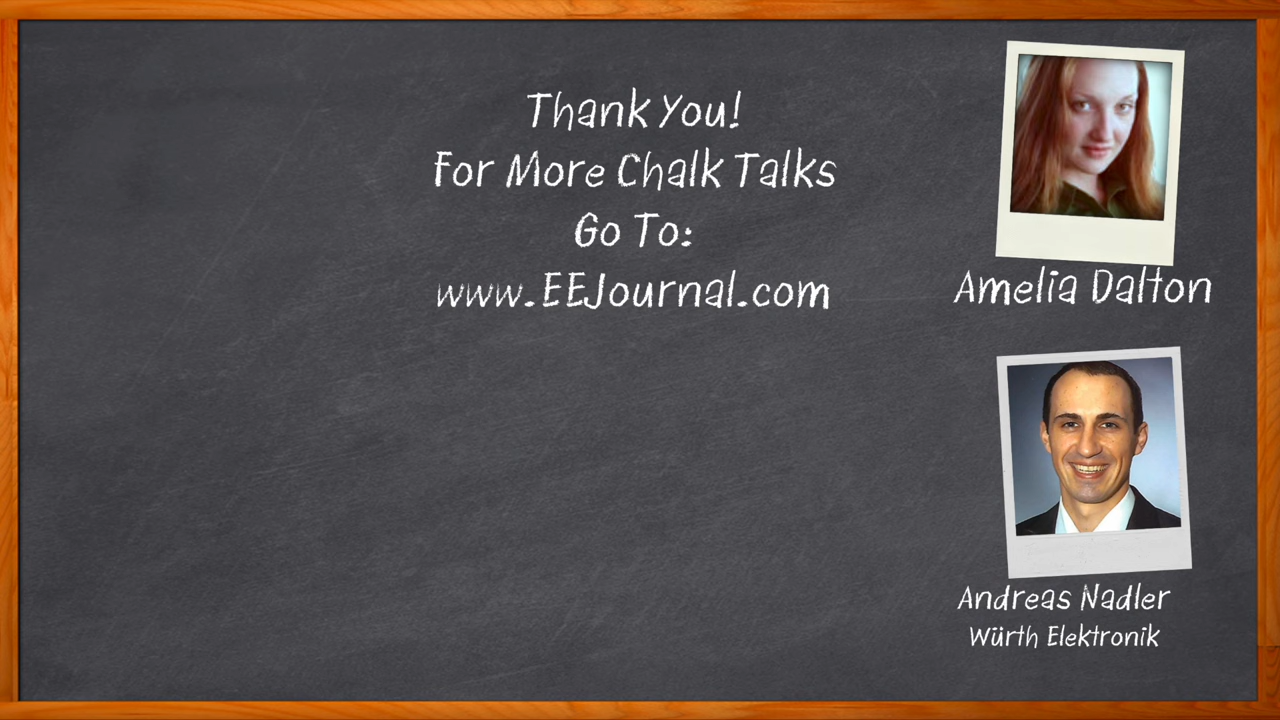 Thank You!
For More Chalk Talks
Go To:
www.EEJournal.com
Amelia Dalton
Andreas Nadler
Würth Elektronik